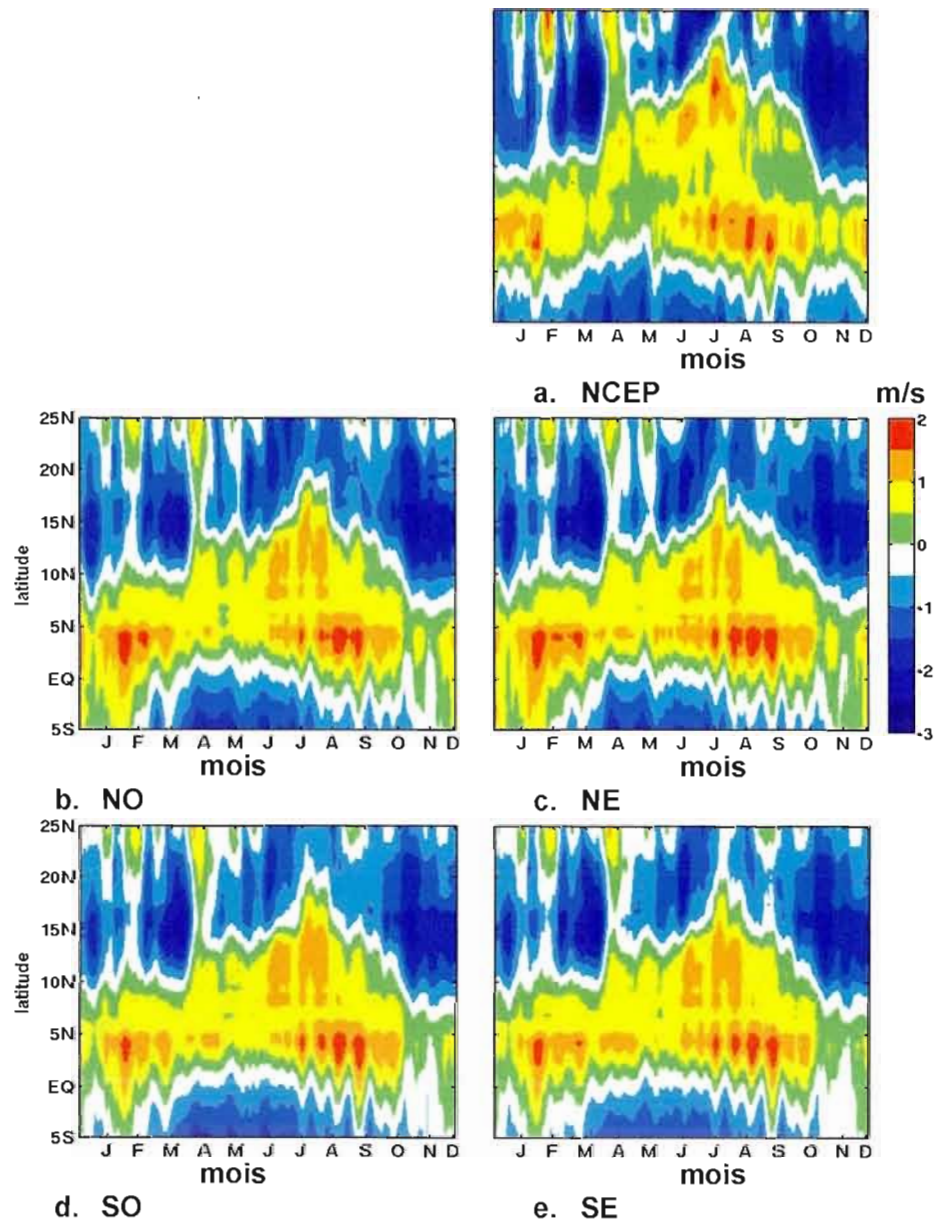 J F M A M J J A S O N D
mois
a. NCEP
m/s
25N
20N
15N
10N
5N
EQ
5S
latitude
J F M A M J J A S O N D
mois
b. NO
J F M A M J J A S O N D
mois
c. NE
2
1
0
-1
-2
-3
25N
20N
15N
10N
5N
EQ
5S
latitude
J F M A M J J A S O N D
mois
d. SO
J F M A M J J A S O N D
mois
e. SE